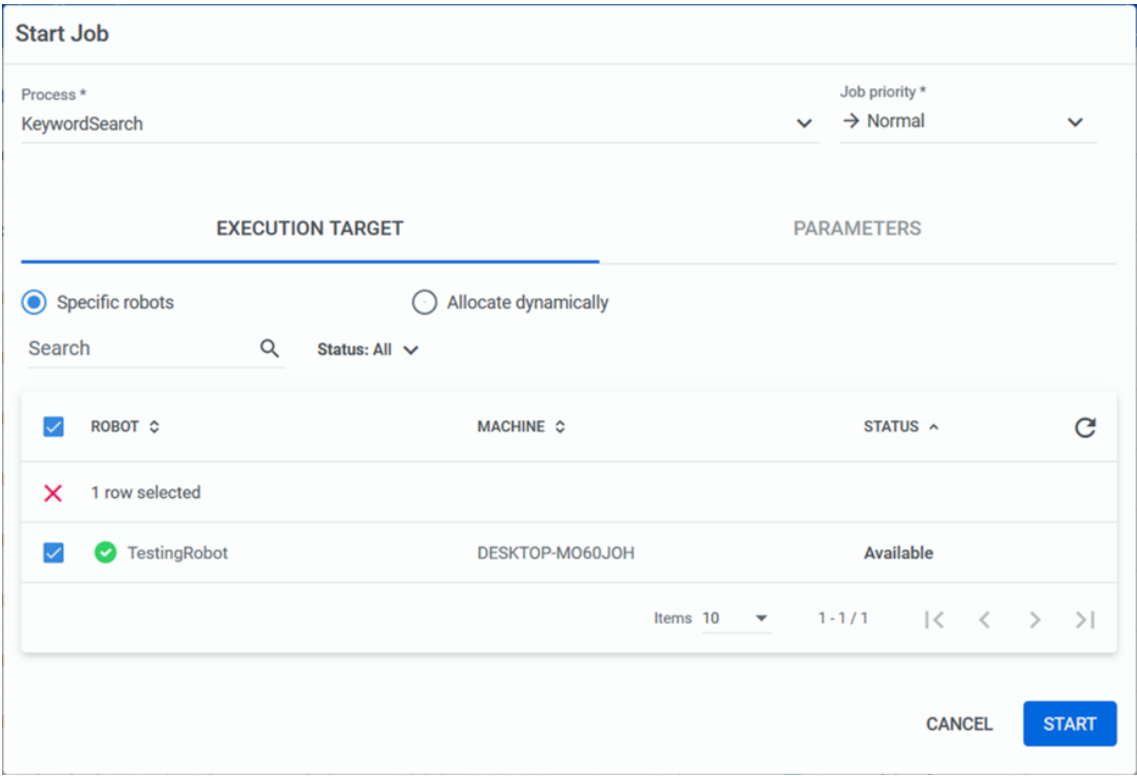 Start Job
Process *
Job priority *
KeywordSearch
→ Normal
EXECUTION TARGET
PARAMETERS
Specific robots
Allocate dynamically
Search
Status: All
ROBOT
MACHINE
STATUS
1 row selected
TestingRobot
DESKTOP-MO60JOH
Available
Items 10
1 - 1 / 1
CANCEL
START